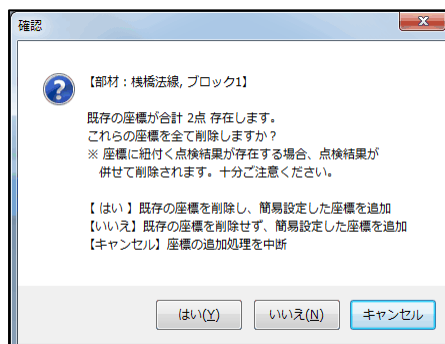 確認
x
?
【部材：桟橋法線, ブロック1】
既存の座標が合計 2点 存在します。
これらの座標を全て削除しますか？
※ 座標に紐付く点検結果が存在する場合、点検結果が
併せて削除されます。十分ご注意ください。
【 はい 】既存の座標を削除し、簡易設定した座標を追加
【いいえ】既存の座標を削除せず、簡易設定した座標を追加
【キャンセル】座標の追加処理を中断
はい(Y) いいえ(N) キャンセル